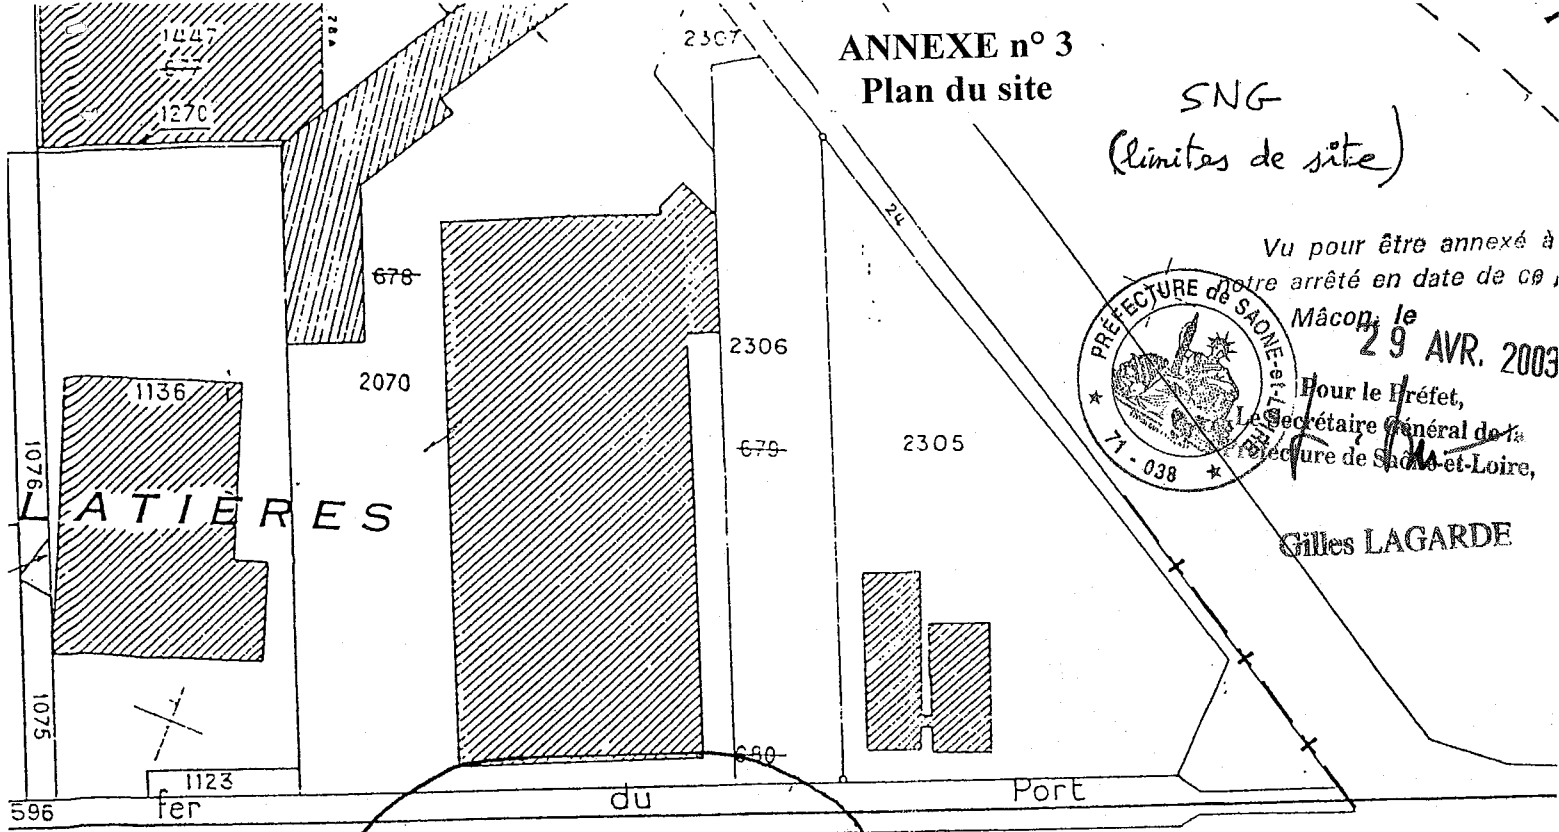 ANNEXE n° 3
Plan du site
SNG
(limites de site)
Vu pour être annexé à
notre arrêté en date de ce
Mâcon, le
29 AVR. 2003
Pour le Préfet,
Le Secrétaire Général de la
Préfecture de Saône-et-Loire,
Gilles LAGARDE
PRÉFECTURE de SAONE-et-LOIRE
71 - 038
1447
1270
2307
24
678
2306
2070
1136
679
2305
1076
LATIÈRES
1075
680
1123
596
fer
du
Port